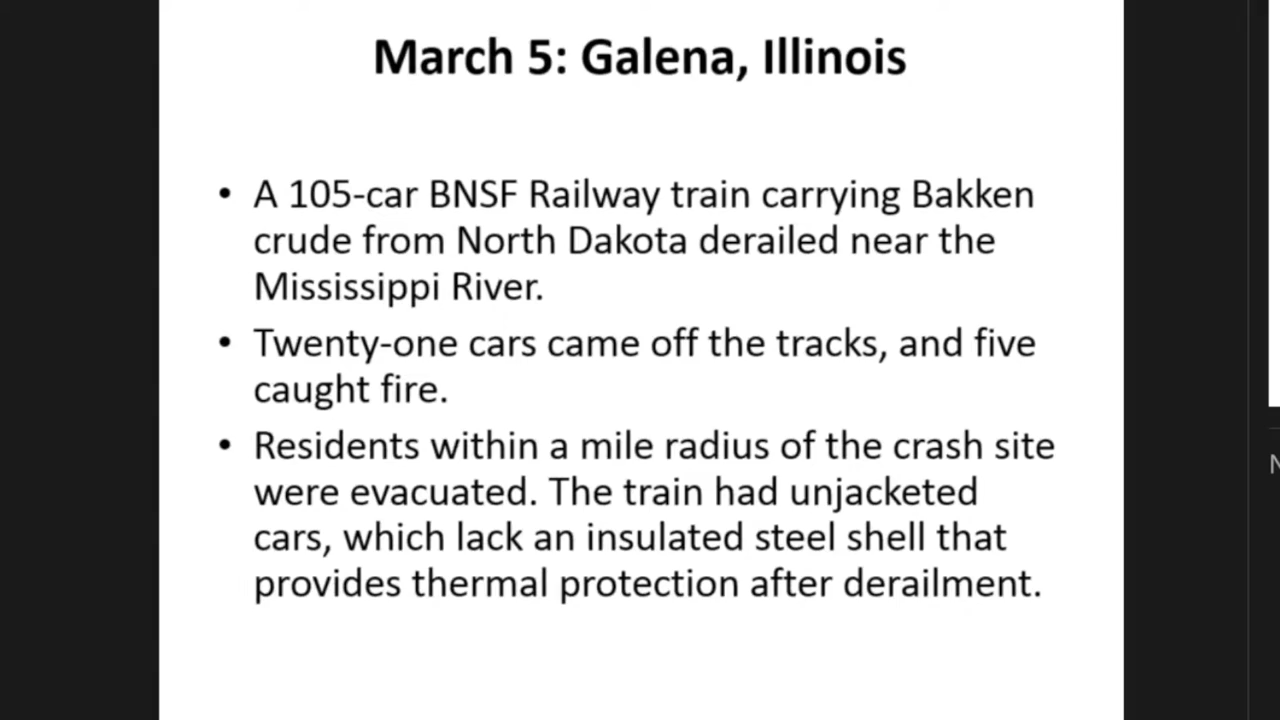 March 5: Galena, Illinois
• A 105-car BNSF Railway train carrying Bakken
crude from North Dakota derailed near the
Mississippi River.
• Twenty-one cars came off the tracks, and five
caught fire.
• Residents within a mile radius of the crash site
were evacuated. The train had unjacketed
cars, which lack an insulated steel shell that
provides thermal protection after derailment.